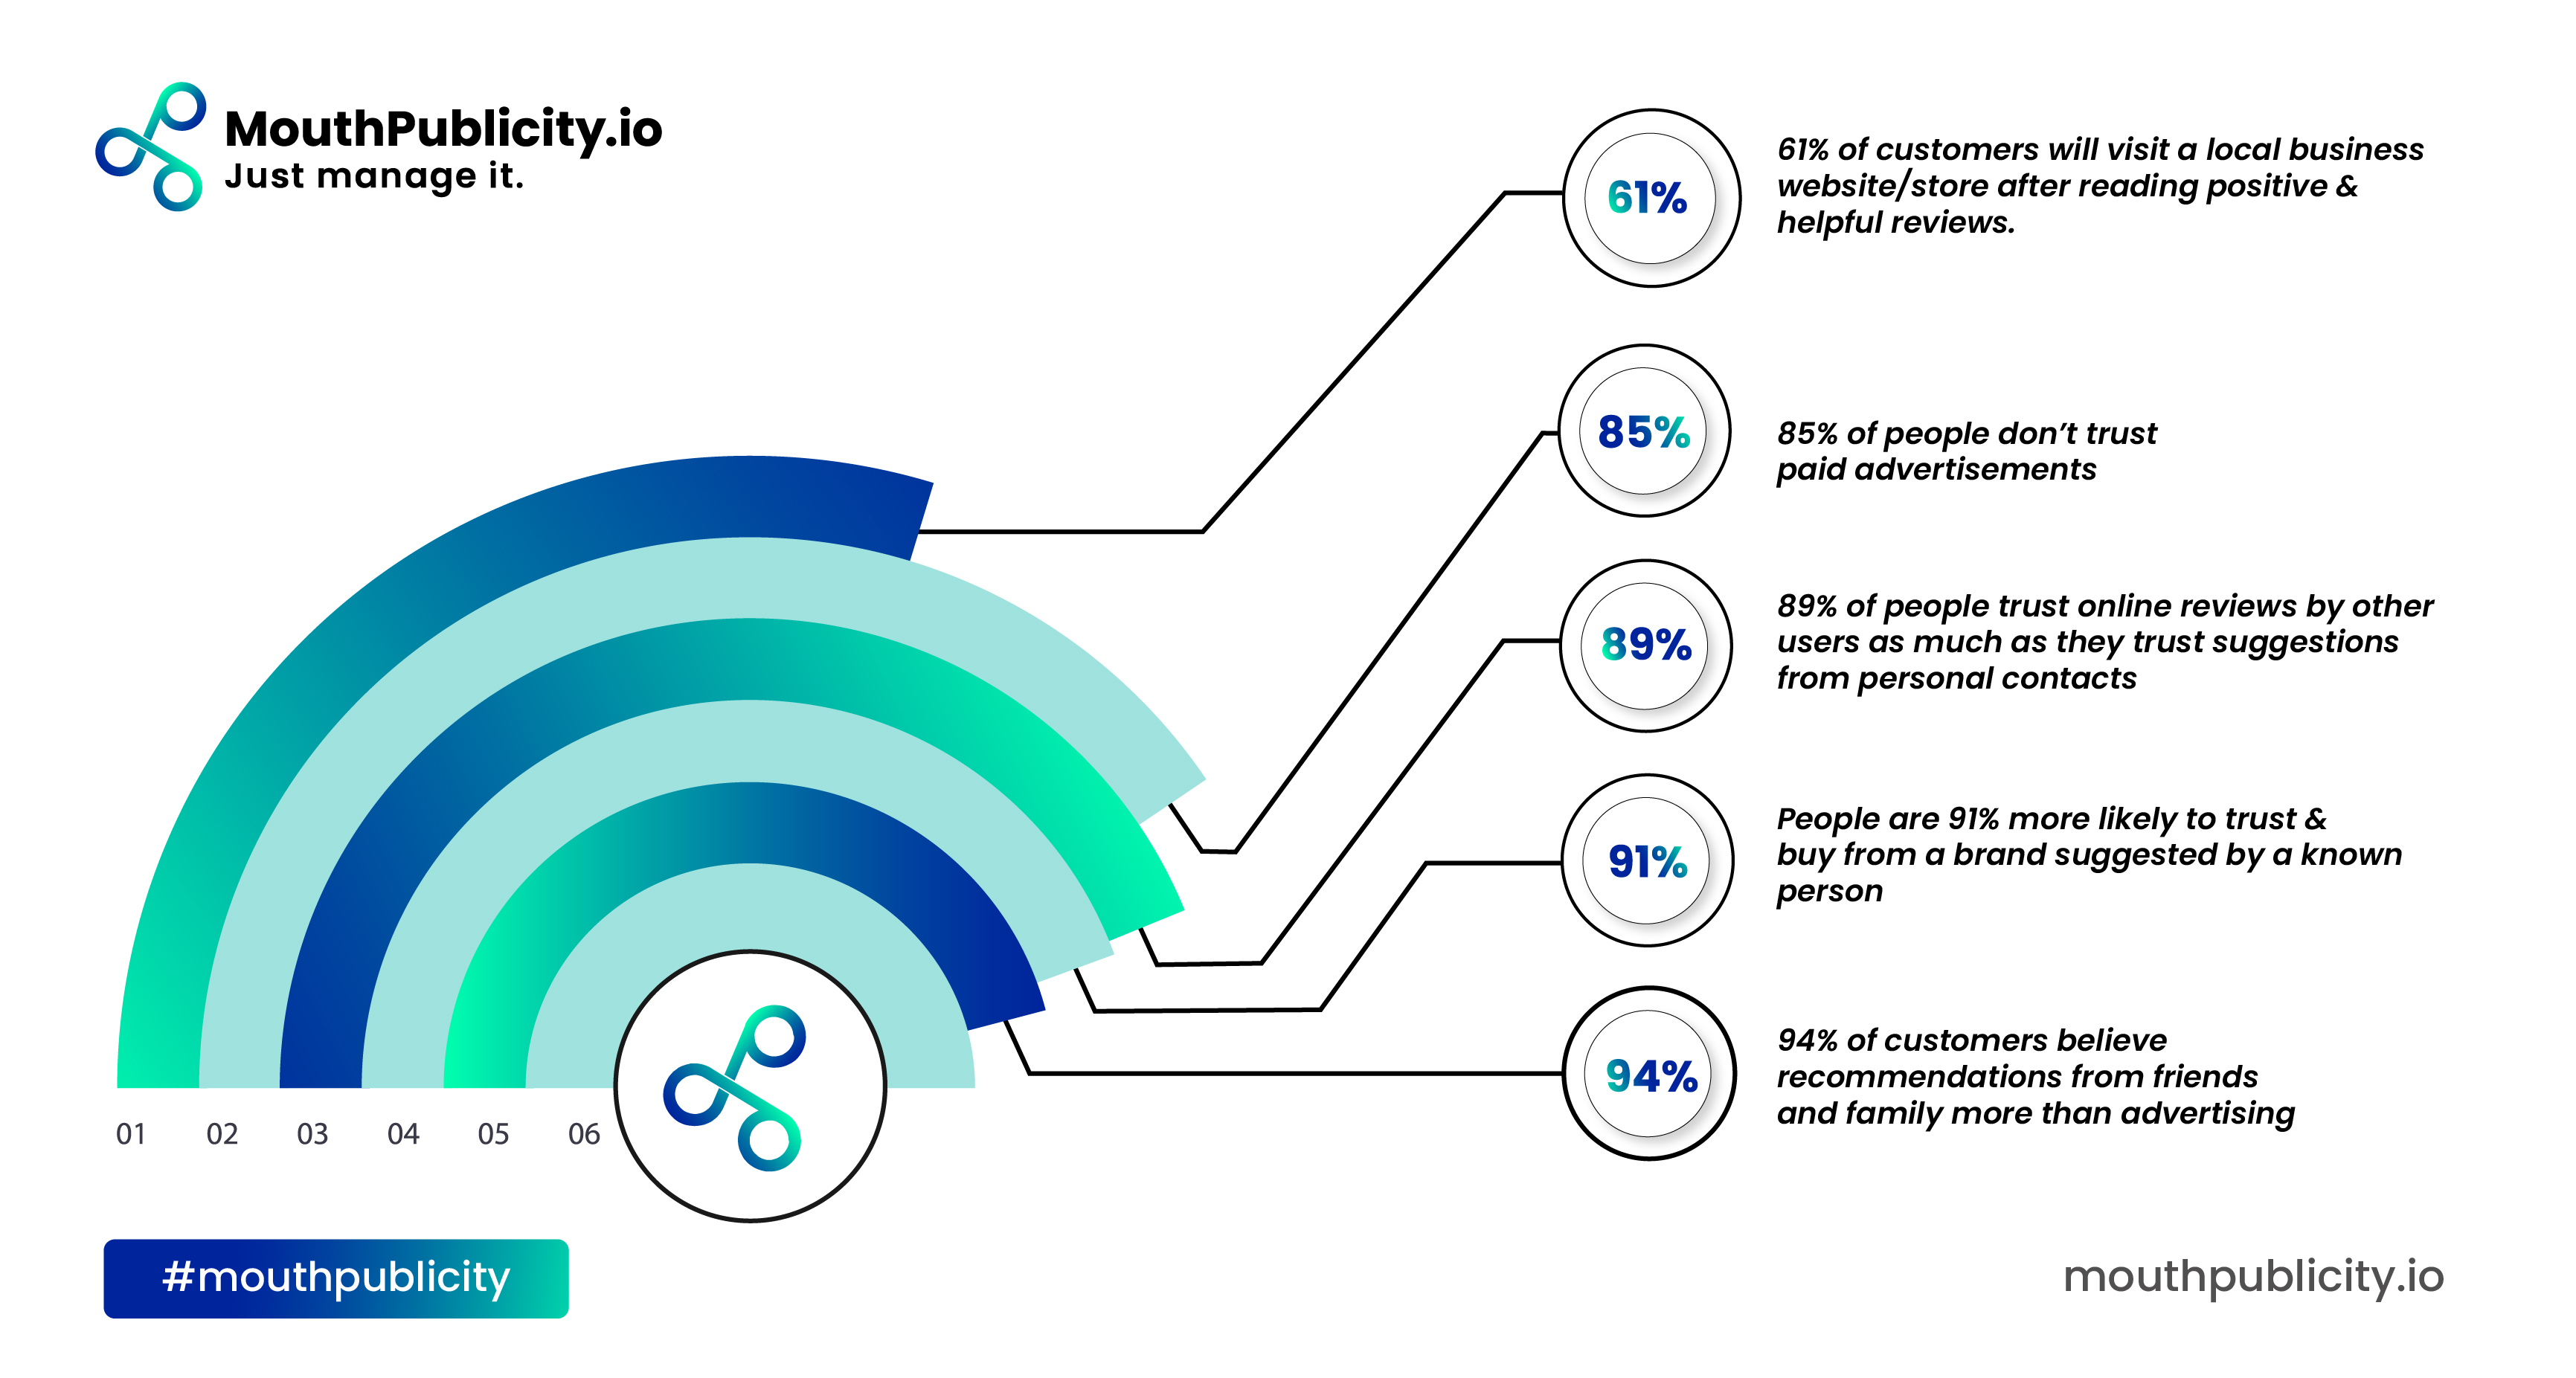 MouthPublicity.io
Just manage it.
61%
61% of customers will visit a local business
website/store after reading positive &
helpful reviews.
85%
85% of people don’t trust
paid advertisements
89%
89% of people trust online reviews by other
users as much as they trust suggestions
from personal contacts
91%
People are 91% more likely to trust &
buy from a brand suggested by a known
person
94%
94% of customers believe
recommendations from friends
and family more than advertising
01 02 03 04 05 06
#mouthpublicity
mouthpublicity.io